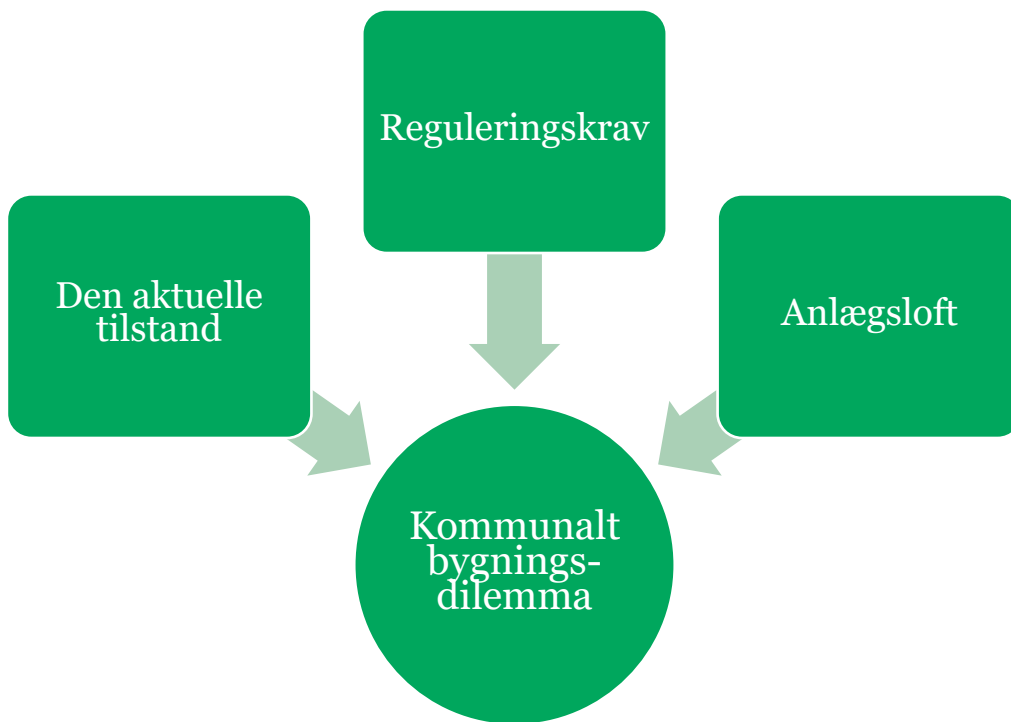 Reguleringskrav
Den aktuelle
tilstand
Anlægsloft
Kommunalt
bygnings-
dilemma